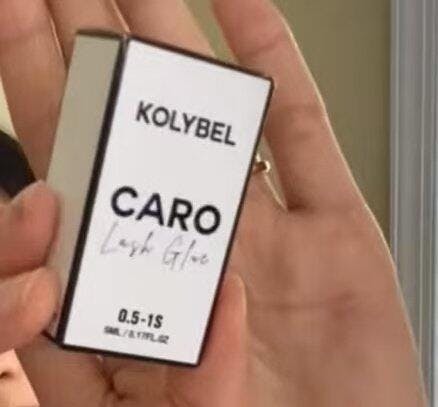 KOLYBEL
CARO
Lash Glue
0.5-1S
5ML / 0.17FL.OZ